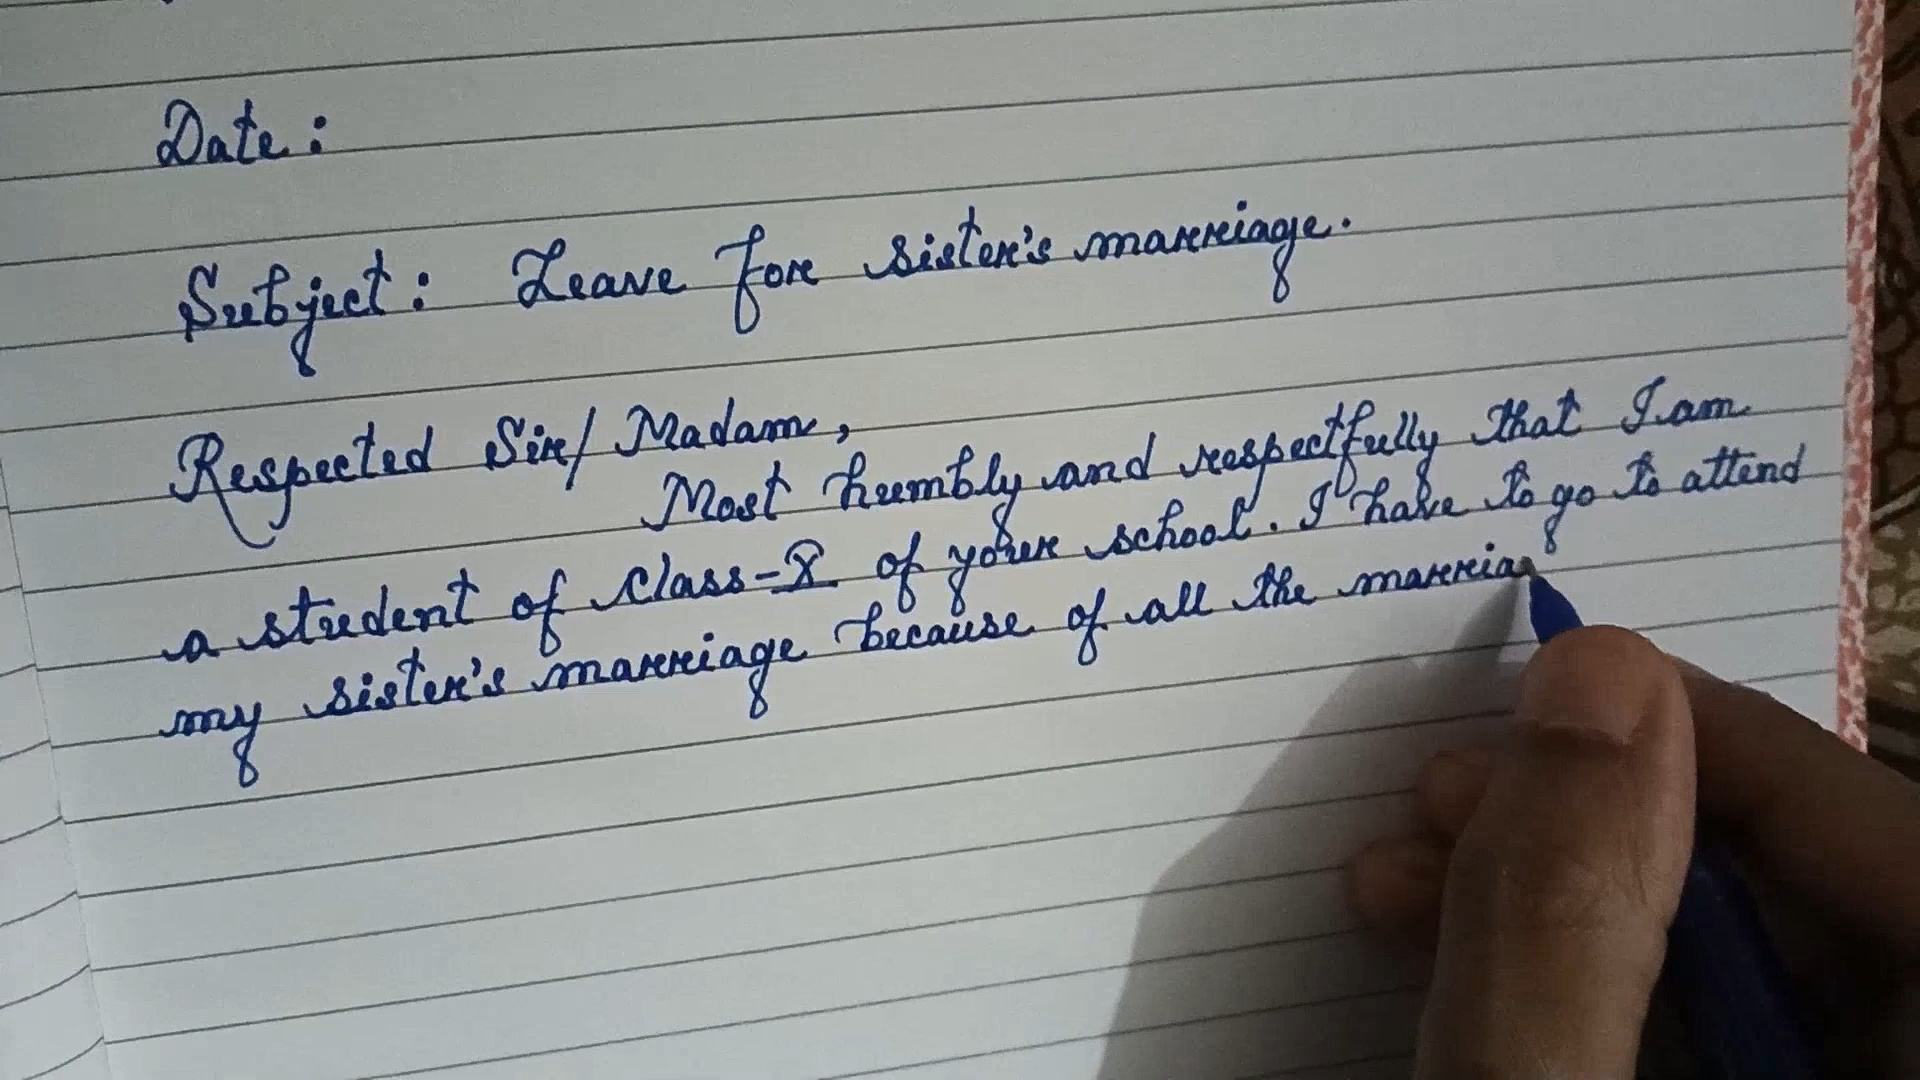 Date:
Subject: Leave for sister's marriage.
Respected Sir/Madam,
Most humbly and respectfully that I am
a student of class-X of your school. I have to go to attend
my sister's marriage because of all the marria